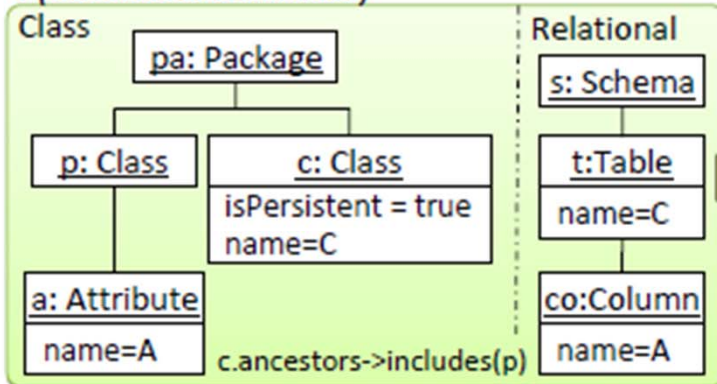 Class
pa: Package
p: Class
c: Class
isPersistent = true
name=C
a: Attribute
name=A
c.ancestors->includes(p)
Relational
s: Schema
t:Table
name=C
co:Column
name=A